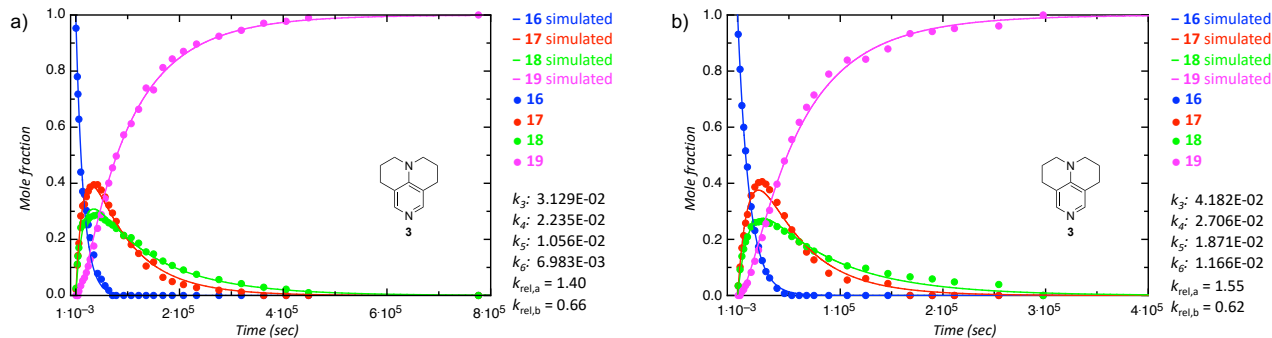 a)
Mole fraction
1.0
0.8
0.6
0.4
0.2
0.0
1·10⁻³
2·10⁵
4·10⁵
6·10⁵
8·10⁵
Time (sec)
N
N
3
– 16 simulated
– 17 simulated
– 18 simulated
– 19 simulated
16
17
18
19
k₃: 3.129E-02
k₄: 2.235E-02
k₅: 1.056E-02
k₆: 6.983E-03
k_rel,a = 1.40
k_rel,b = 0.66
b)
Mole fraction
1.0
0.8
0.6
0.4
0.2
0.0
1·10⁻³
1·10⁵
2·10⁵
3·10⁵
4·10⁵
Time (sec)
N
N
3
– 16 simulated
– 17 simulated
– 18 simulated
– 19 simulated
16
17
18
19
k₃: 4.182E-02
k₄: 2.706E-02
k₅: 1.871E-02
k₆: 1.166E-02
k_rel,a = 1.55
k_rel,b = 0.62